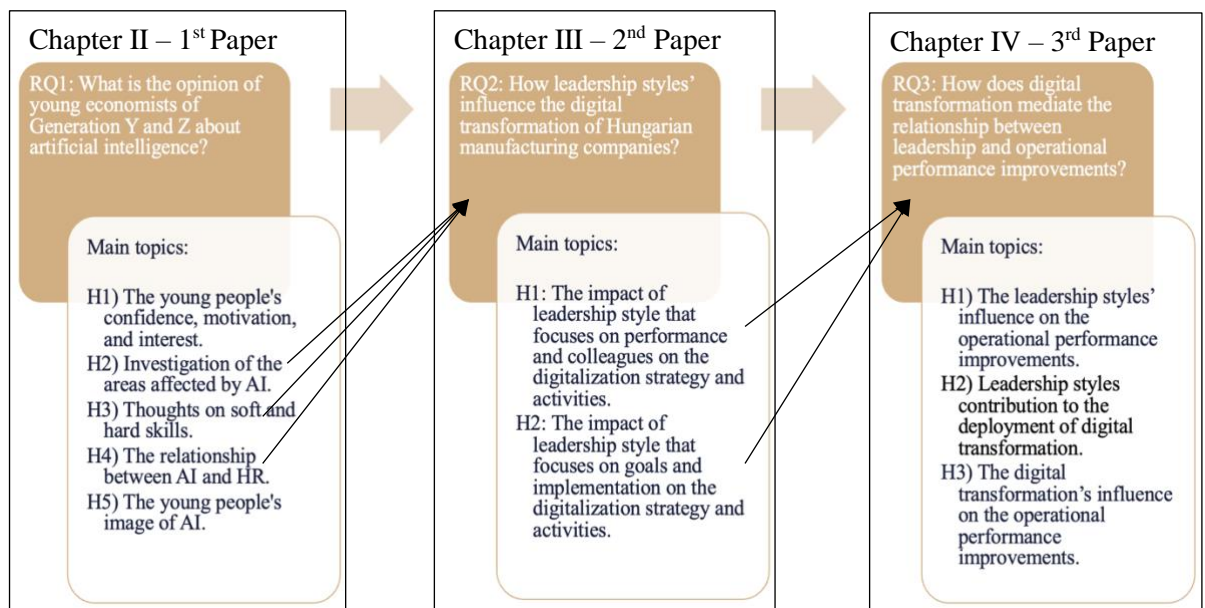 Chapter II – 1st Paper
RQ1: What is the opinion of
young economists of
Generation Y and Z about
artificial intelligence?
Main topics:
H1) The young people's
confidence, motivation,
and interest.
H2) Investigation of the
areas affected by AI.
H3) Thoughts on soft and
hard skills.
H4) The relationship
between AI and HR.
H5) The young people's
image of AI.
Chapter III – 2nd Paper
RQ2: How leadership styles'
influence the digital
transformation of Hungarian
manufacturing companies?
Main topics:
H1: The impact of
leadership style that
focuses on performance
and colleagues on the
digitalization strategy and
activities.
H2: The impact of
leadership style that
focuses on goals and
implementation on the
digitalization strategy and
activities.
Chapter IV – 3rd Paper
RQ3: How does digital
transformation mediate the
relationship between
leadership and operational
performance improvements?
Main topics:
H1) The leadership styles'
influence on the
operational performance
improvements.
H2) Leadership styles
contribution to the
deployment of digital
transformation.
H3) The digital
transformation's influence
on the operational
performance
improvements.